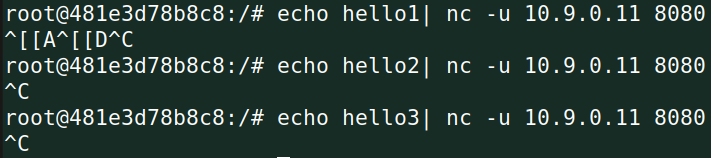 root@481e3d78b8c8:/# echo hello1| nc -u 10.9.0.11 8080
^[[A^[[D^C
root@481e3d78b8c8:/# echo hello2| nc -u 10.9.0.11 8080
^C
root@481e3d78b8c8:/# echo hello3| nc -u 10.9.0.11 8080
^C